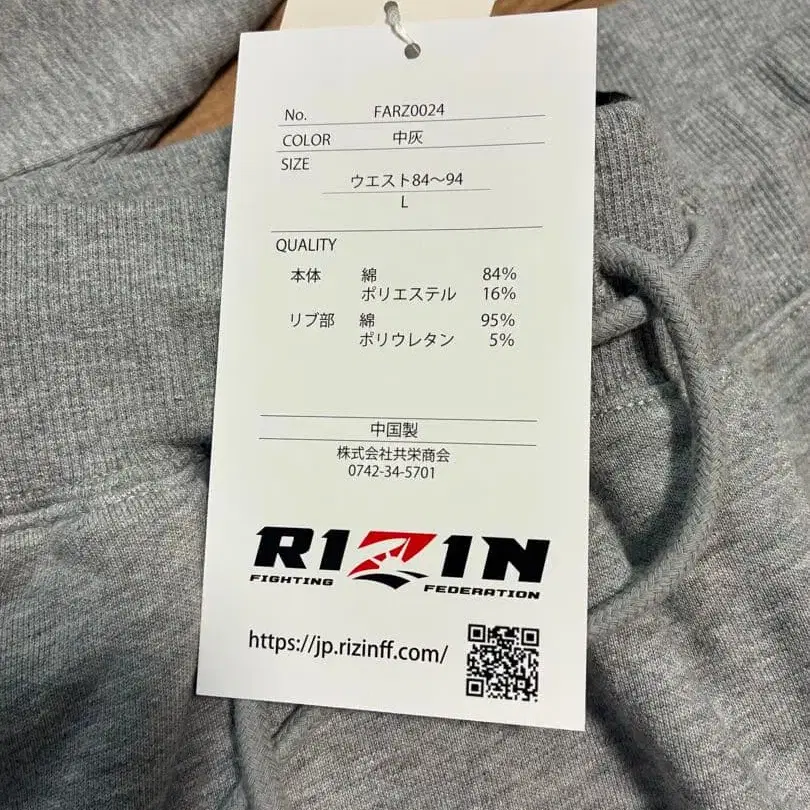 No. FARZ0024
COLOR 中灰
SIZE
ウエスト84～94
L
QUALITY
本体 綿 84%
ポリエステル 16%
リブ部 綿 95%
ポリウレタン 5%
中国製
株式会社共栄商会
0742-34-5701
RIZIN
FIGHTING FEDERATION
https://jp.rizinff.com/